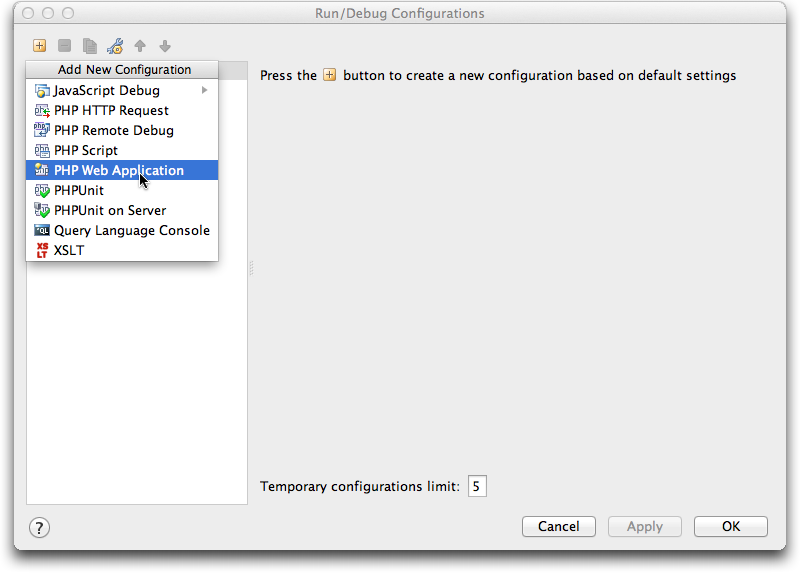 Run/Debug Configurations
Add New Configuration
Press the + button to create a new configuration based on default settings
JavaScript Debug
PHP HTTP Request
PHP Remote Debug
PHP Script
PHP Web Application
PHPUnit
PHPUnit on Server
Query Language Console
XSLT
Temporary configurations limit: 5
?
Cancel
Apply
OK